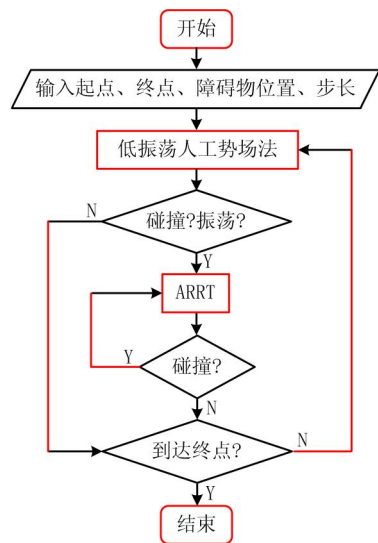 开始
输入起点、终点、障碍物位置、步长
低振荡人工势场法
N
碰撞?振荡?
Y
ARRT
Y
碰撞?
N
到达终点?
N
Y
结束